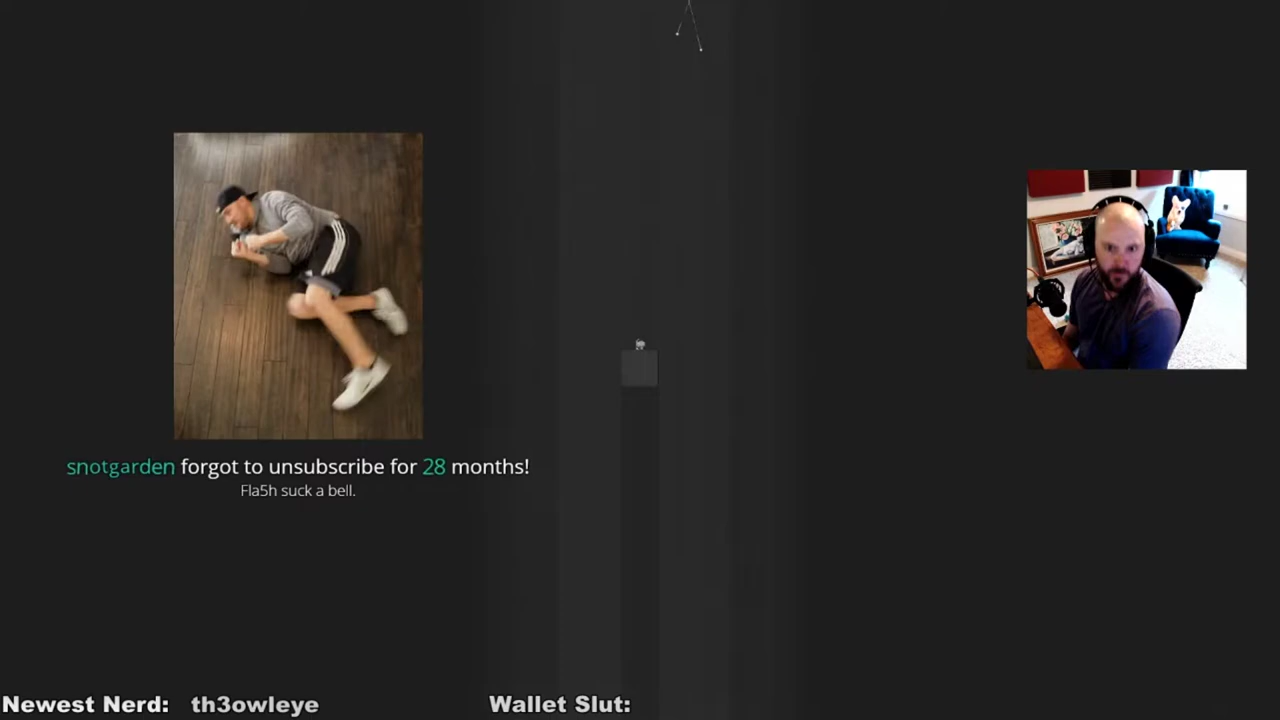 snotgarden forgot to unsubscribe for 28 months!
Fla5h suck a bell.
Newest Nerd: th3owleye
Wallet Slut: